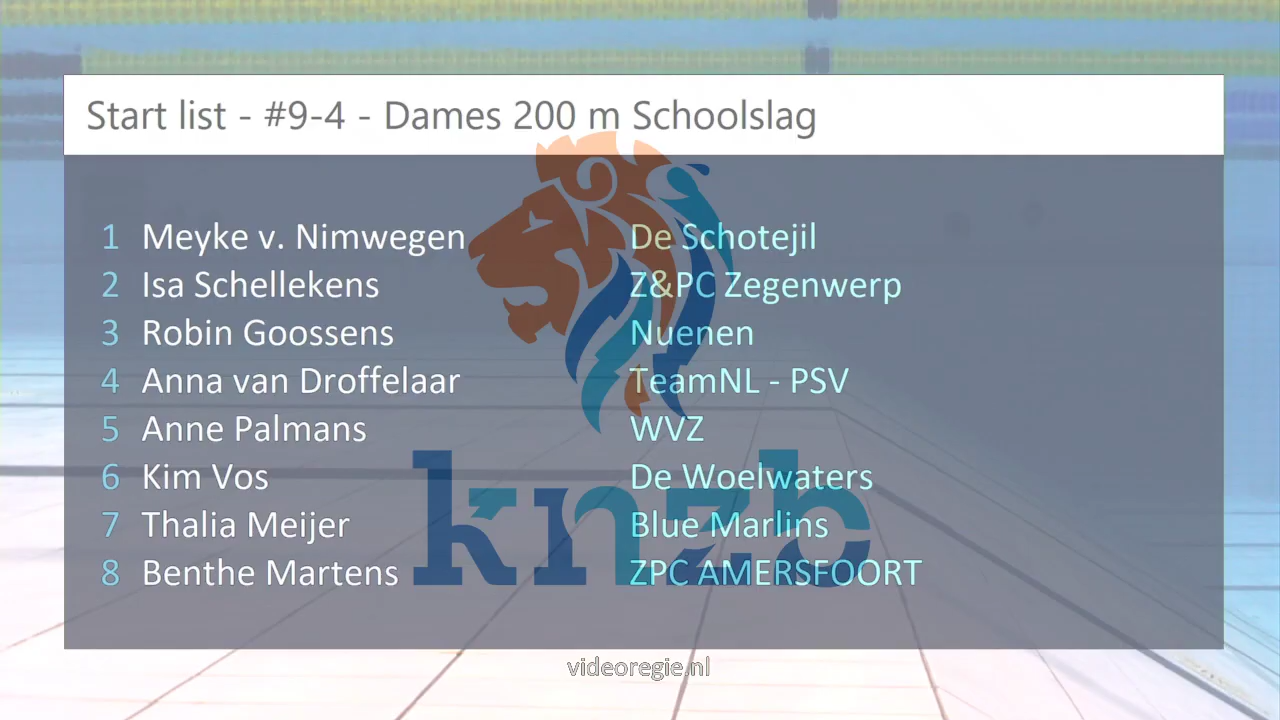 Start list - #9-4 - Dames 200 m Schoolslag
1 Meyke v. Nimwegen De Schotejil
2 Isa Schellekens Z&PC Zegenwerp
3 Robin Goossens Nuenen
4 Anna van Droffelaar TeamNL - PSV
5 Anne Palmans WVZ
6 Kim Vos De Woelwaters
7 Thalia Meijer Blue Marlins
8 Benthe Martens ZPC AMERSFOORT
knzb
videoregie.nl